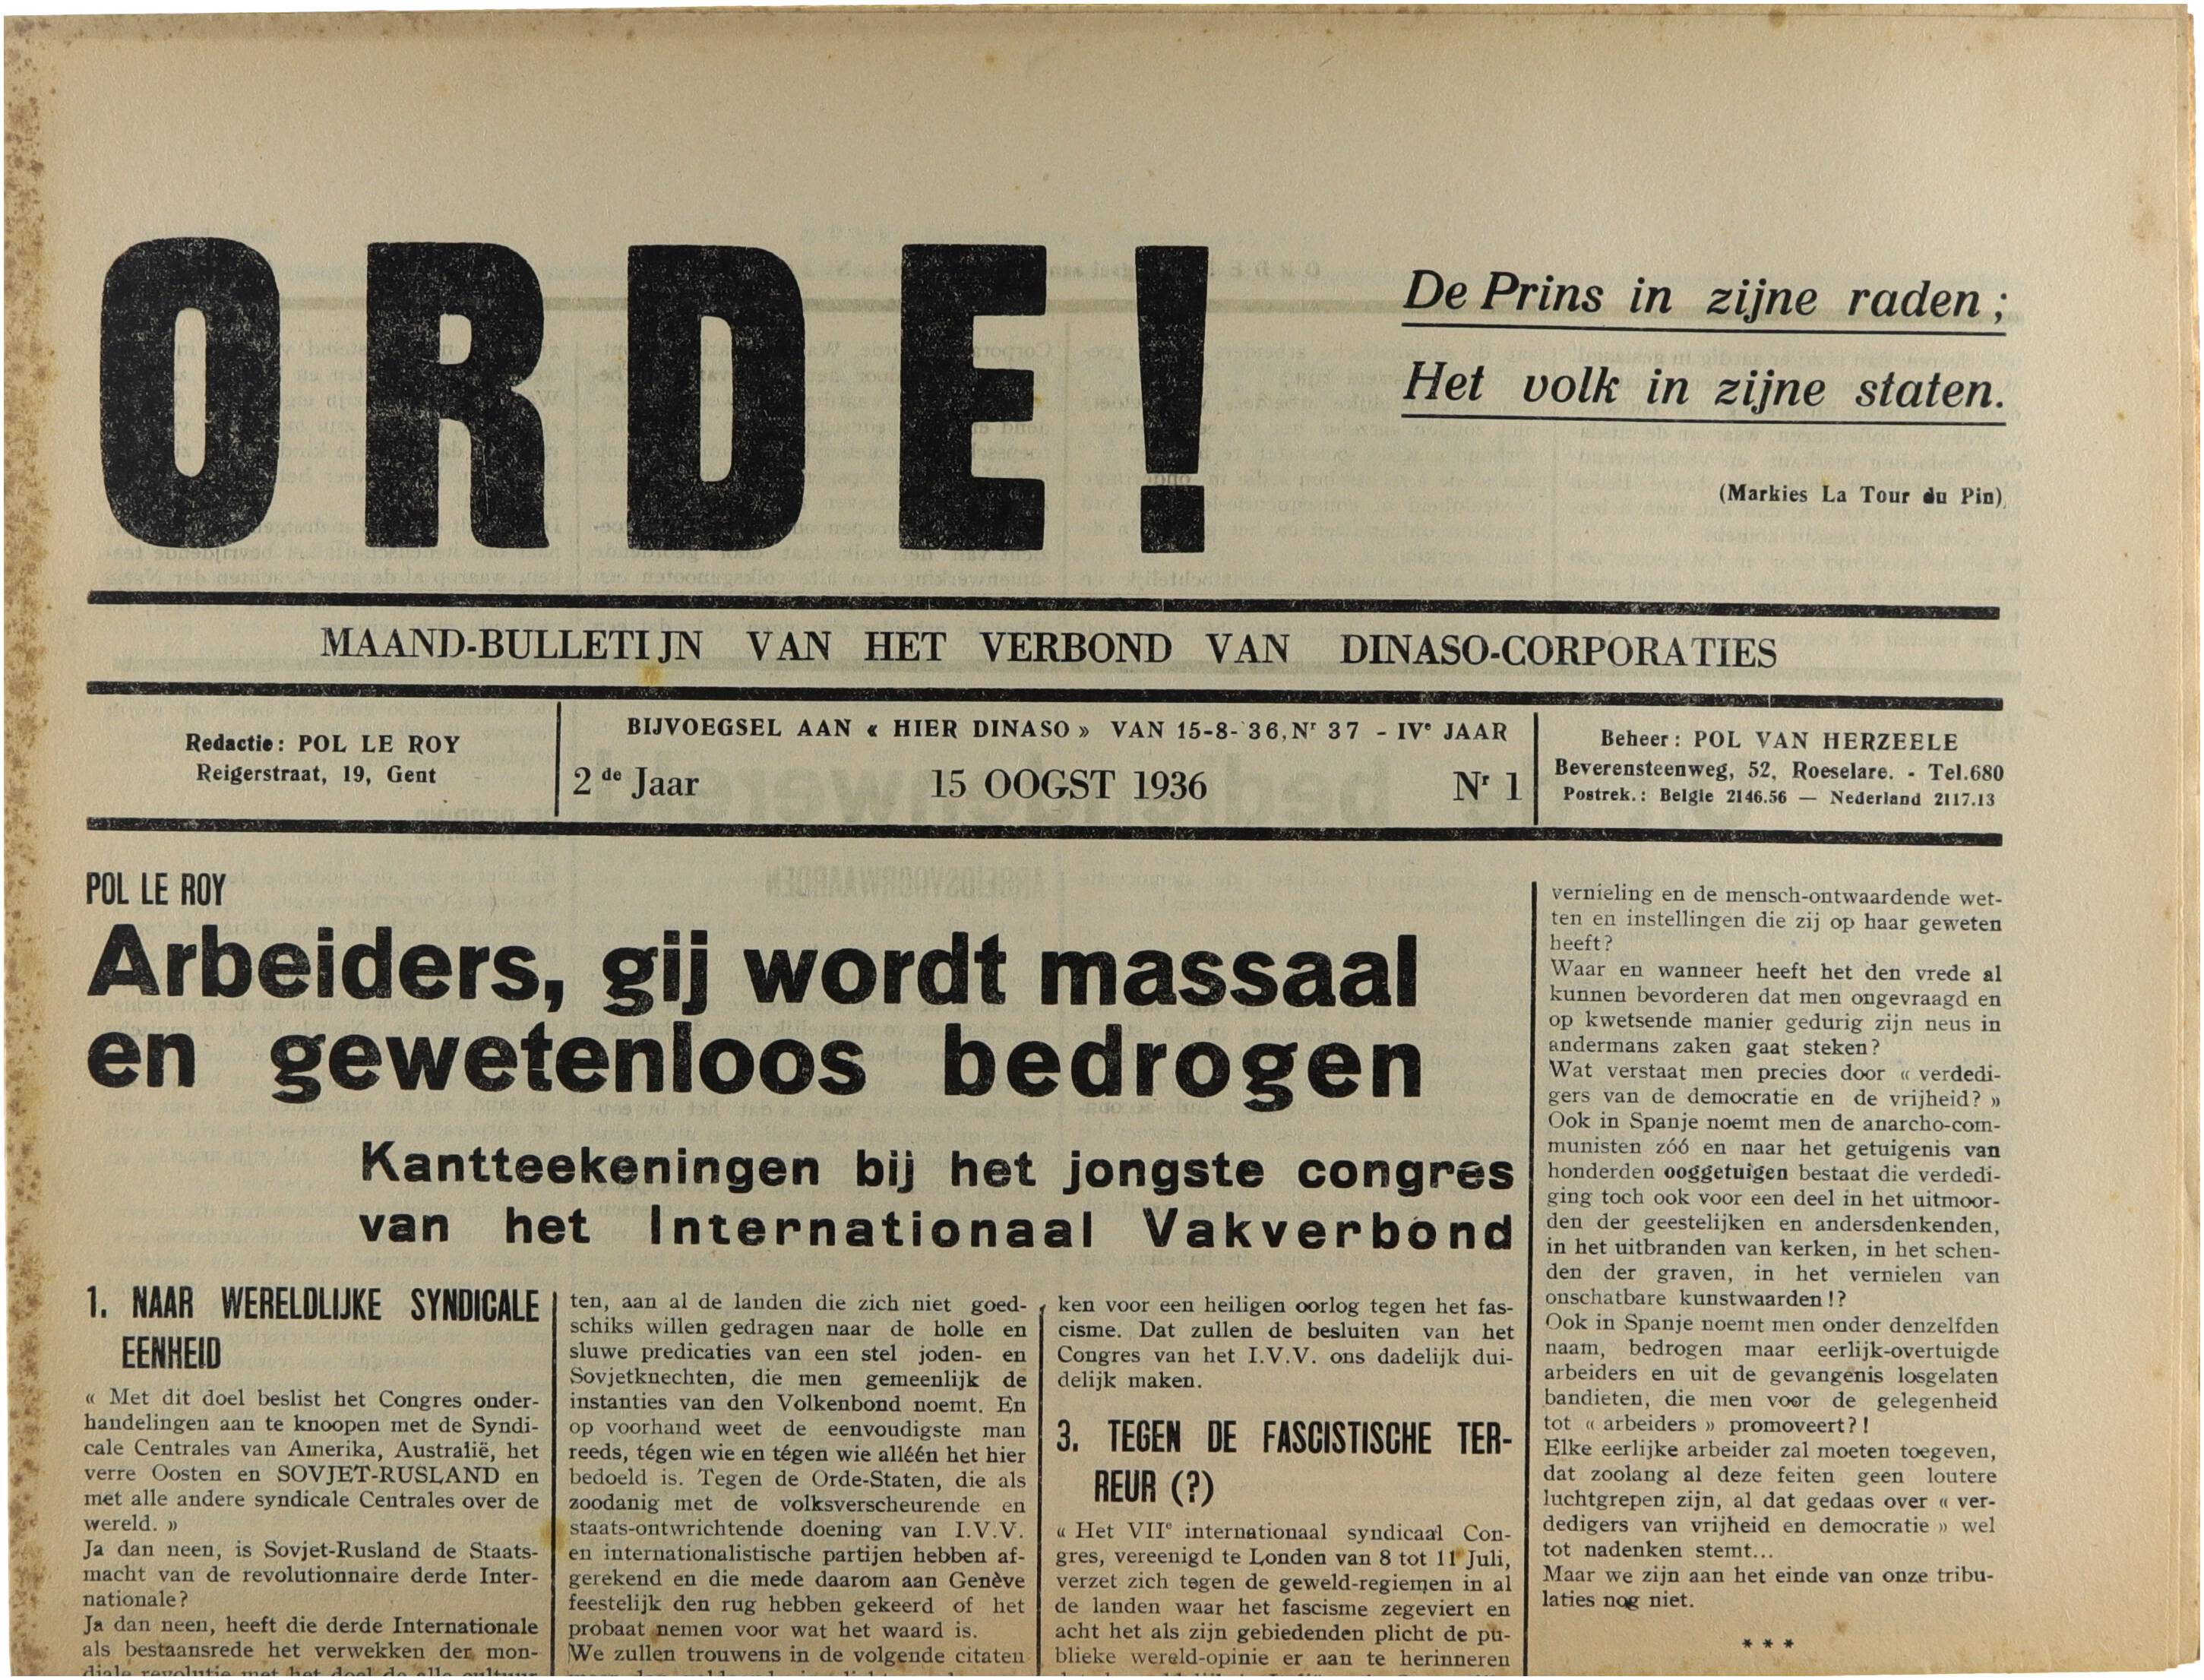 ORDE!
De Prins in zijne raden ;
Het volk in zijne staten.
(Markies La Tour du Pin)
MAAND-BULLETIJN VAN HET VERBOND VAN DINASO-CORPORATIES
Redactie: POL LE ROY
Reigerstraat, 19, Gent
BIJVOEGSEL AAN « HIER DINASO » VAN 15-8-'36, Nr 37 - IVe JAAR
2de Jaar 15 OOGST 1936 Nr 1
Beheer : POL VAN HERZEELE
Beverensteenweg, 52, Roeselare. - Tel.680
Postrek.: Belgie 2146.56 — Nederland 2117.13
POL LE ROY
Arbeiders, gij wordt massaal
en gewetenloos bedrogen
Kantteekeningen bij het jongste congres
van het Internationaal Vakverbond
1. NAAR WERELDLIJKE SYNDICALE
EENHEID
« Met dit doel beslist het Congres onder-
handelingen aan te knoopen met de Syndi-
cale Centrales van Amerika, Australië, het
verre Oosten en SOVJET-RUSLAND en
met alle andere syndicale Centrales over de
wereld. »
Ja dan neen, is Sovjet-Rusland de Staats-
macht van de revolutionnaire derde Inter-
nationale?
Ja dan neen, heeft die derde Internationale
als bestaansrede het verwekken der mon-
diale revolutie met het doel de alle cultuur
ten, aan al de landen die zich niet goed-
schiks willen gedragen naar de holle en
sluwe predicaties van een stel joden- en
Sovjetknechten, die men gemeenlijk de
instanties van den Volkenbond noemt. En
op voorhand weet de eenvoudigste man
reeds, tégen wie en tégen wie alléén het hier
bedoeld is. Tegen de Orde-Staten, die als
zoodanig met de volksverscheurende en
staats-ontwrichtende doening van I.V.V.
en internationalistische partijen hebben af-
gerekend en die mede daarom aan Genève
feestelijk den rug hebben gekeerd of het
probaat nemen voor wat het waard is.
We zullen trouwens in de volgende citaten
ken voor een heiligen oorlog tegen het fas-
cisme. Dat zullen de besluiten van het
Congres van het I.V.V. ons dadelijk dui-
delijk maken.
3. TEGEN DE FASCISTISCHE TER-
REUR (?)
« Het VIIe internationaal syndicaal Con-
gres, vereenigd te Londen van 8 tot 11 Juli,
verzet zich tegen de geweld-regiemen in al
de landen waar het fascisme zegeviert en
acht het als zijn gebiedenden plicht de pu-
blieke wereld-opinie er aan te herinneren
vernieling en de mensch-ontwaardende wet-
ten en instellingen die zij op haar geweten
heeft?
Waar en wanneer heeft het den vrede al
kunnen bevorderen dat men ongevraagd en
op kwetsende manier gedurig zijn neus in
andermans zaken gaat steken?
Wat verstaat men precies door « verdedi-
gers van de democratie en de vrijheid? »
Ook in Spanje noemt men de anarcho-com-
munisten zóó en naar het getuigenis van
honderden ooggetuigen bestaat die verdedi-
ging toch ook voor een deel in het uitmoor-
den der geestelijken en andersdenkenden,
in het uitbranden van kerken, in het schen-
den der graven, in het vernielen van
onschatbare kunstwaarden!?
Ook in Spanje noemt men onder denzelfden
naam, bedrogen maar eerlijk-overtuigde
arbeiders en uit de gevangenis losgelaten
bandieten, die men voor de gelegenheid
tot « arbeiders » promoveert?!
Elke eerlijke arbeider zal moeten toegeven,
dat zoolang al deze feiten geen loutere
luchtgrepen zijn, al dat gedaas over « ver-
dedigers van vrijheid en democratie » wel
tot nadenken stemt...
Maar we zijn aan het einde van onze tribu-
laties nog niet.
* * *